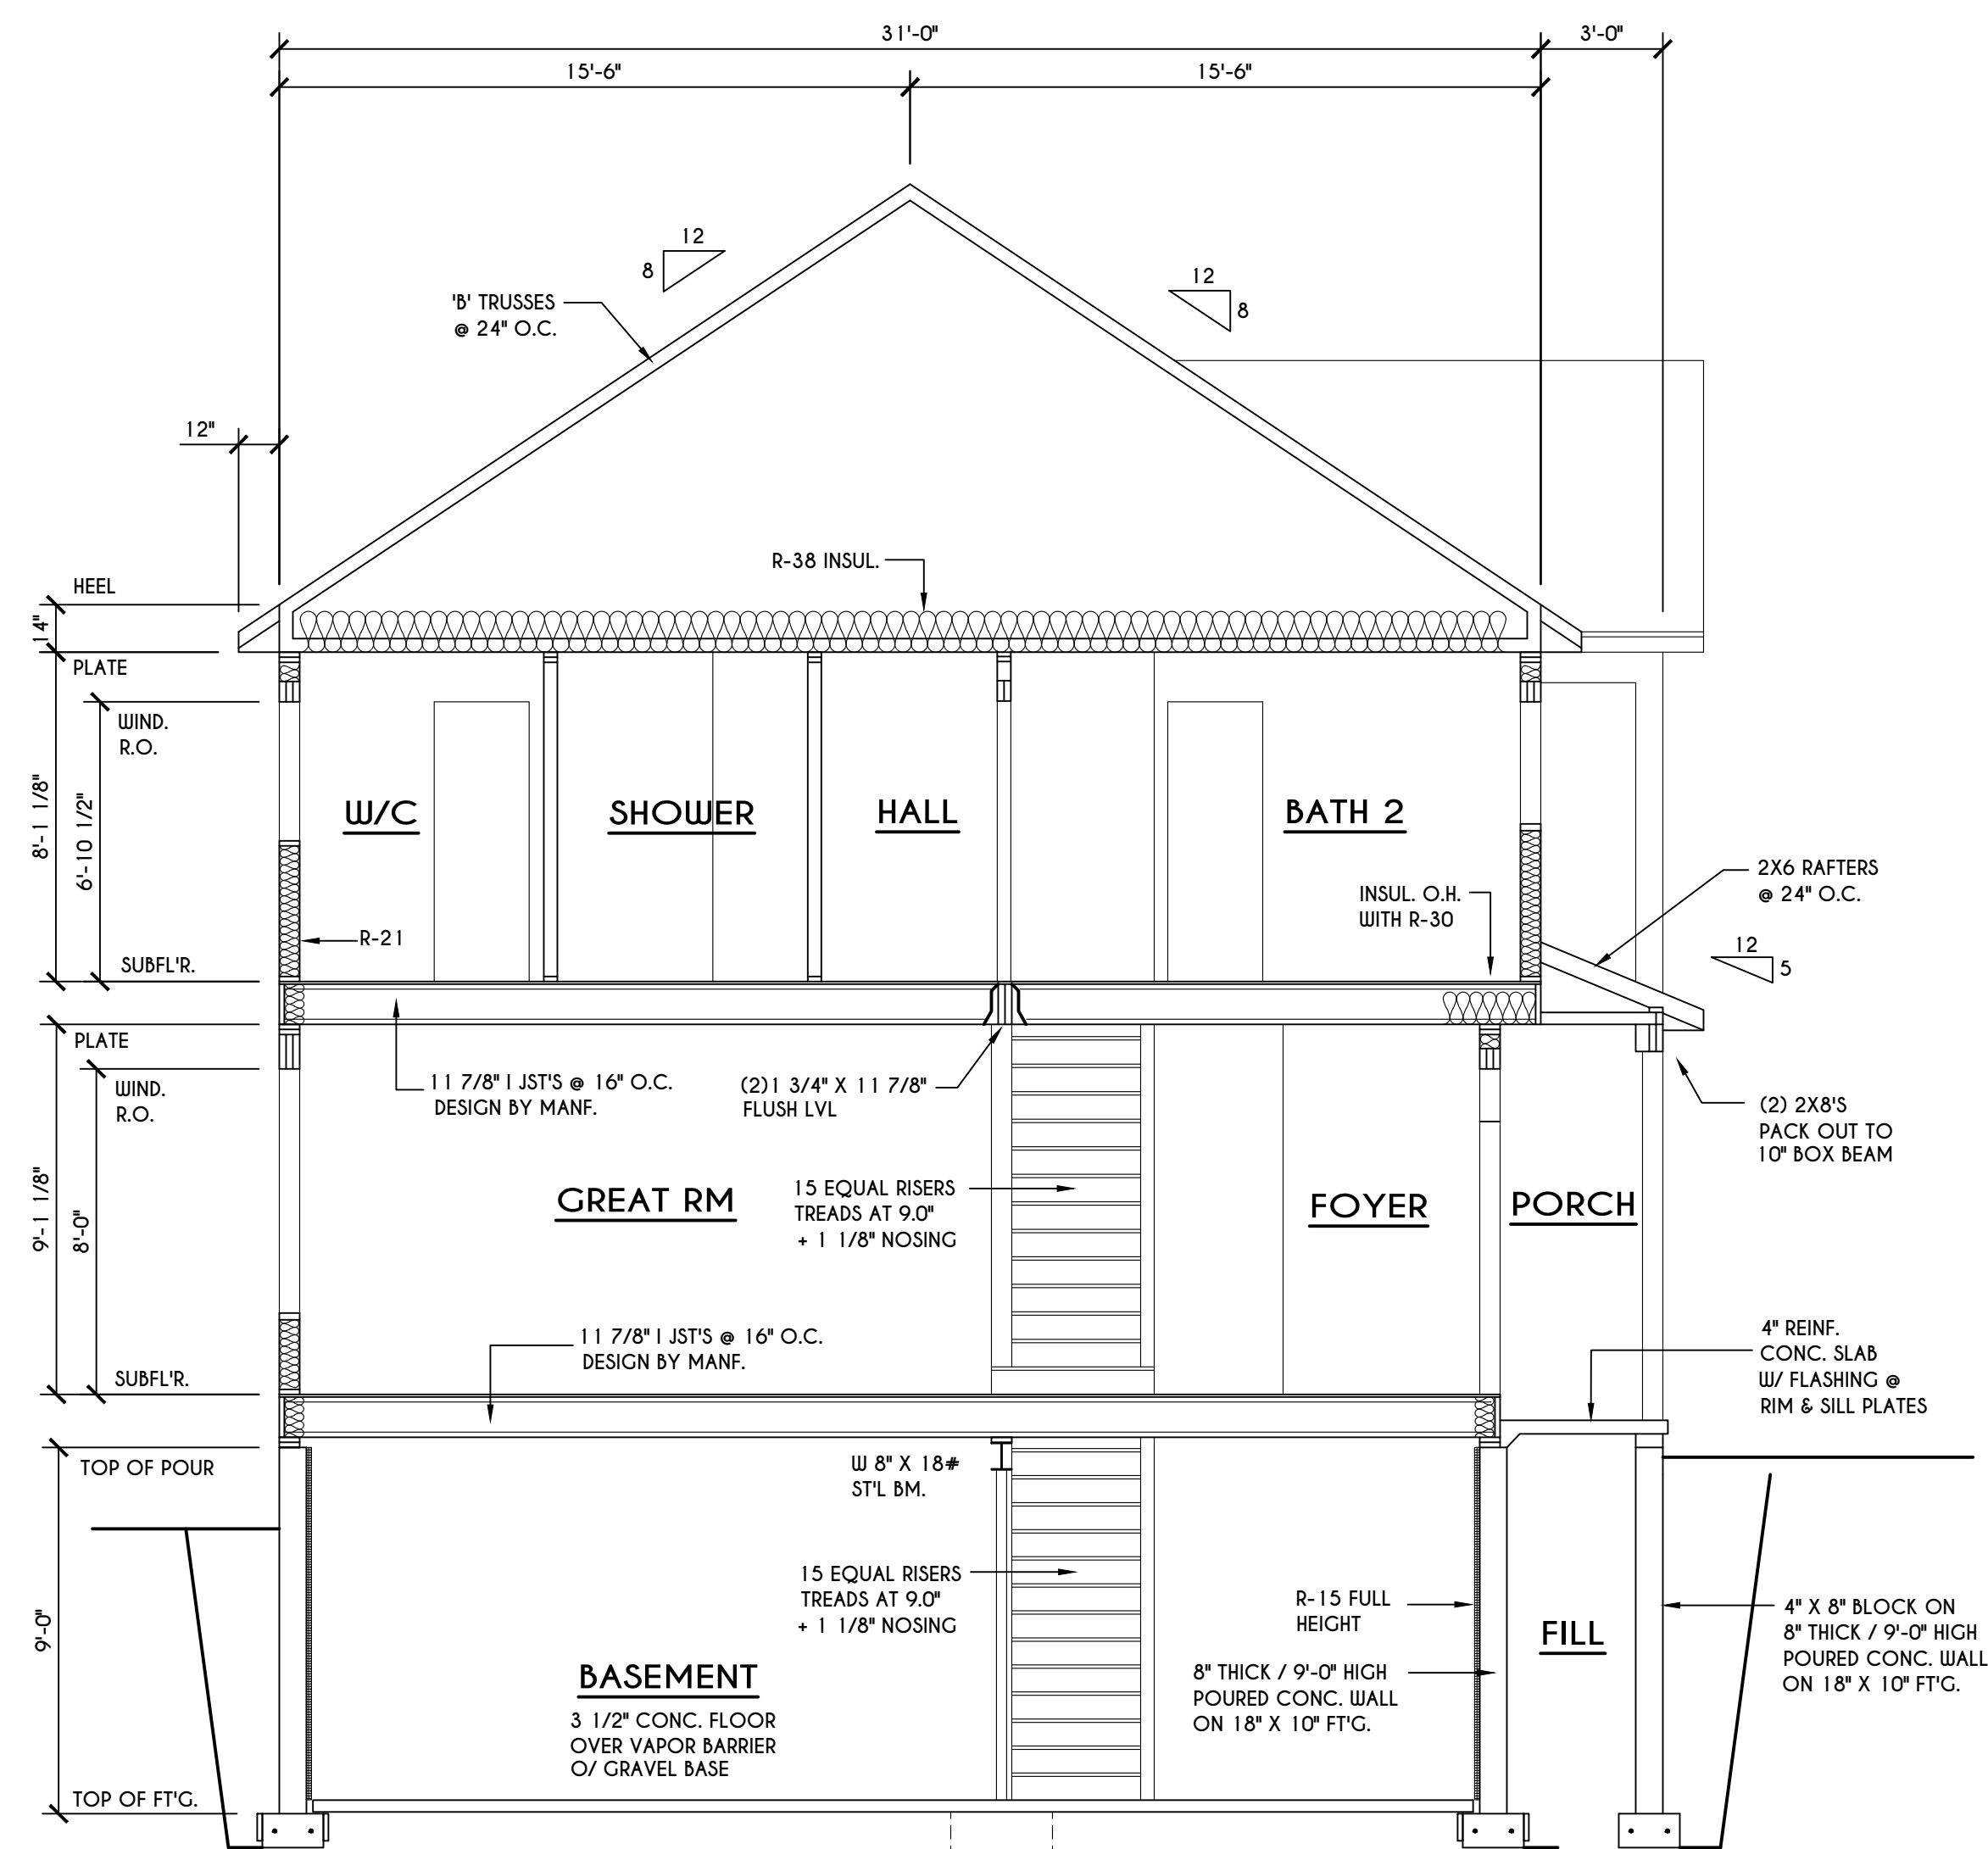 31'-0"
3'-0"
15'-6"
15'-6"
12
8
12
8
'B' TRUSSES
@ 24" O.C.
12"
R-38 INSUL.
HEEL
14"
PLATE
WIND.
R.O.
8'-1 1/8"
6'-10 1/2"
W/C
SHOWER
HALL
BATH 2
2X6 RAFTERS
@ 24" O.C.
INSUL. O.H.
WITH R-30
R-21
12
5
SUBFL'R.
PLATE
WIND.
R.O.
11 7/8" I JST'S @ 16" O.C.
DESIGN BY MANF.
(2)1 3/4" X 11 7/8"
FLUSH LVL
(2) 2X8'S
PACK OUT TO
10" BOX BEAM
9'-1 1/8"
8'-0"
GREAT RM
15 EQUAL RISERS
TREADS AT 9.0"
+ 1 1/8" NOSING
FOYER
PORCH
11 7/8" I JST'S @ 16" O.C.
DESIGN BY MANF.
4" REINF.
CONC. SLAB
W/ FLASHING @
RIM & SILL PLATES
SUBFL'R.
TOP OF POUR
W 8" X 18#
ST'L BM.
9'-0"
15 EQUAL RISERS
TREADS AT 9.0"
+ 1 1/8" NOSING
R-15 FULL
HEIGHT
FILL
4" X 8" BLOCK ON
8" THICK / 9'-0" HIGH
POURED CONC. WALL
ON 18" X 10" FT'G.
BASEMENT
3 1/2" CONC. FLOOR
OVER VAPOR BARRIER
O/ GRAVEL BASE
8" THICK / 9'-0" HIGH
POURED CONC. WALL
ON 18" X 10" FT'G.
TOP OF FT'G.